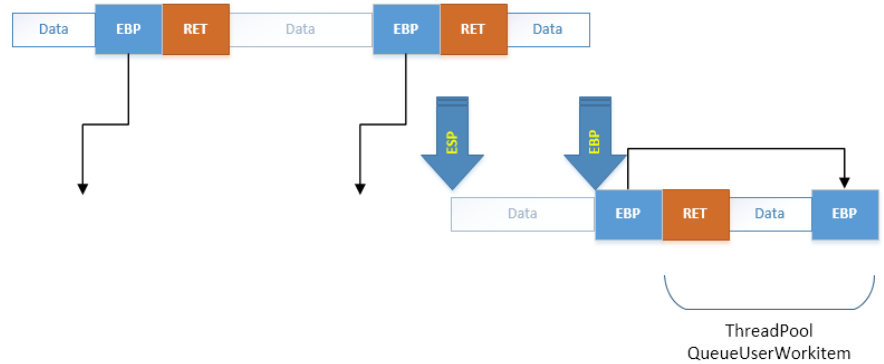 Data EBP RET Data EBP RET Data
ESP EBP
Data EBP RET Data EBP
ThreadPool
QueueUserWorkitem